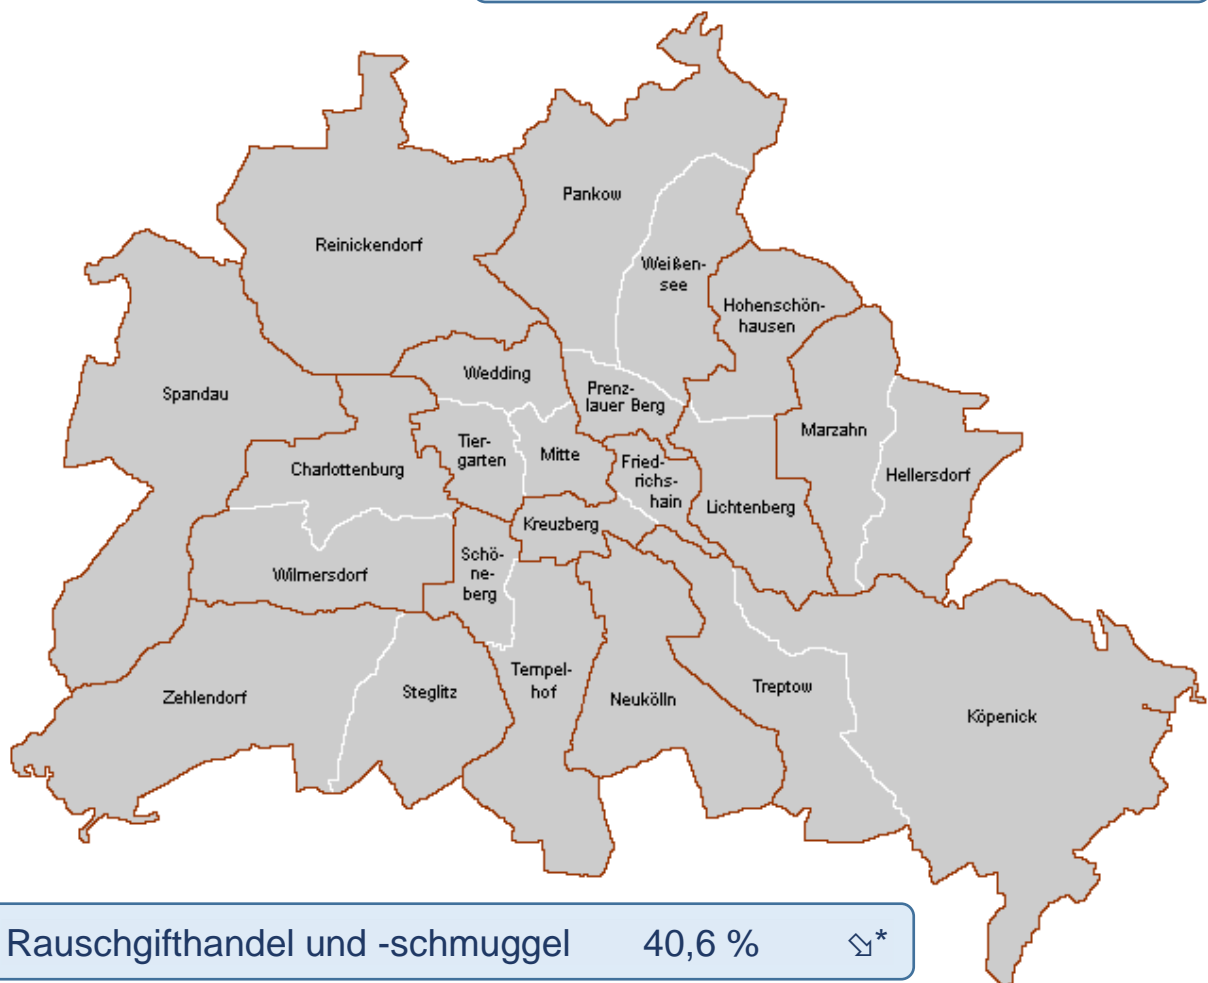 Pankow
Reinickendorf
Weißen-
see
Hohenschön-
hausen
Wedding
Spandau
Prenz-
lauer Berg
Marzahn
Tier-
garten
Mitte
Charlottenburg
Fried-
richs-
hain
Hellersdorf
Lichtenberg
Kreuzberg
Schö-
ne-
berg
Wilmersdorf
Tempel-
hof
Zehlendorf
Steglitz
Neukölln
Treptow
Köpenick
Rauschgifthandel und -schmuggel 40,6 % ⬂*